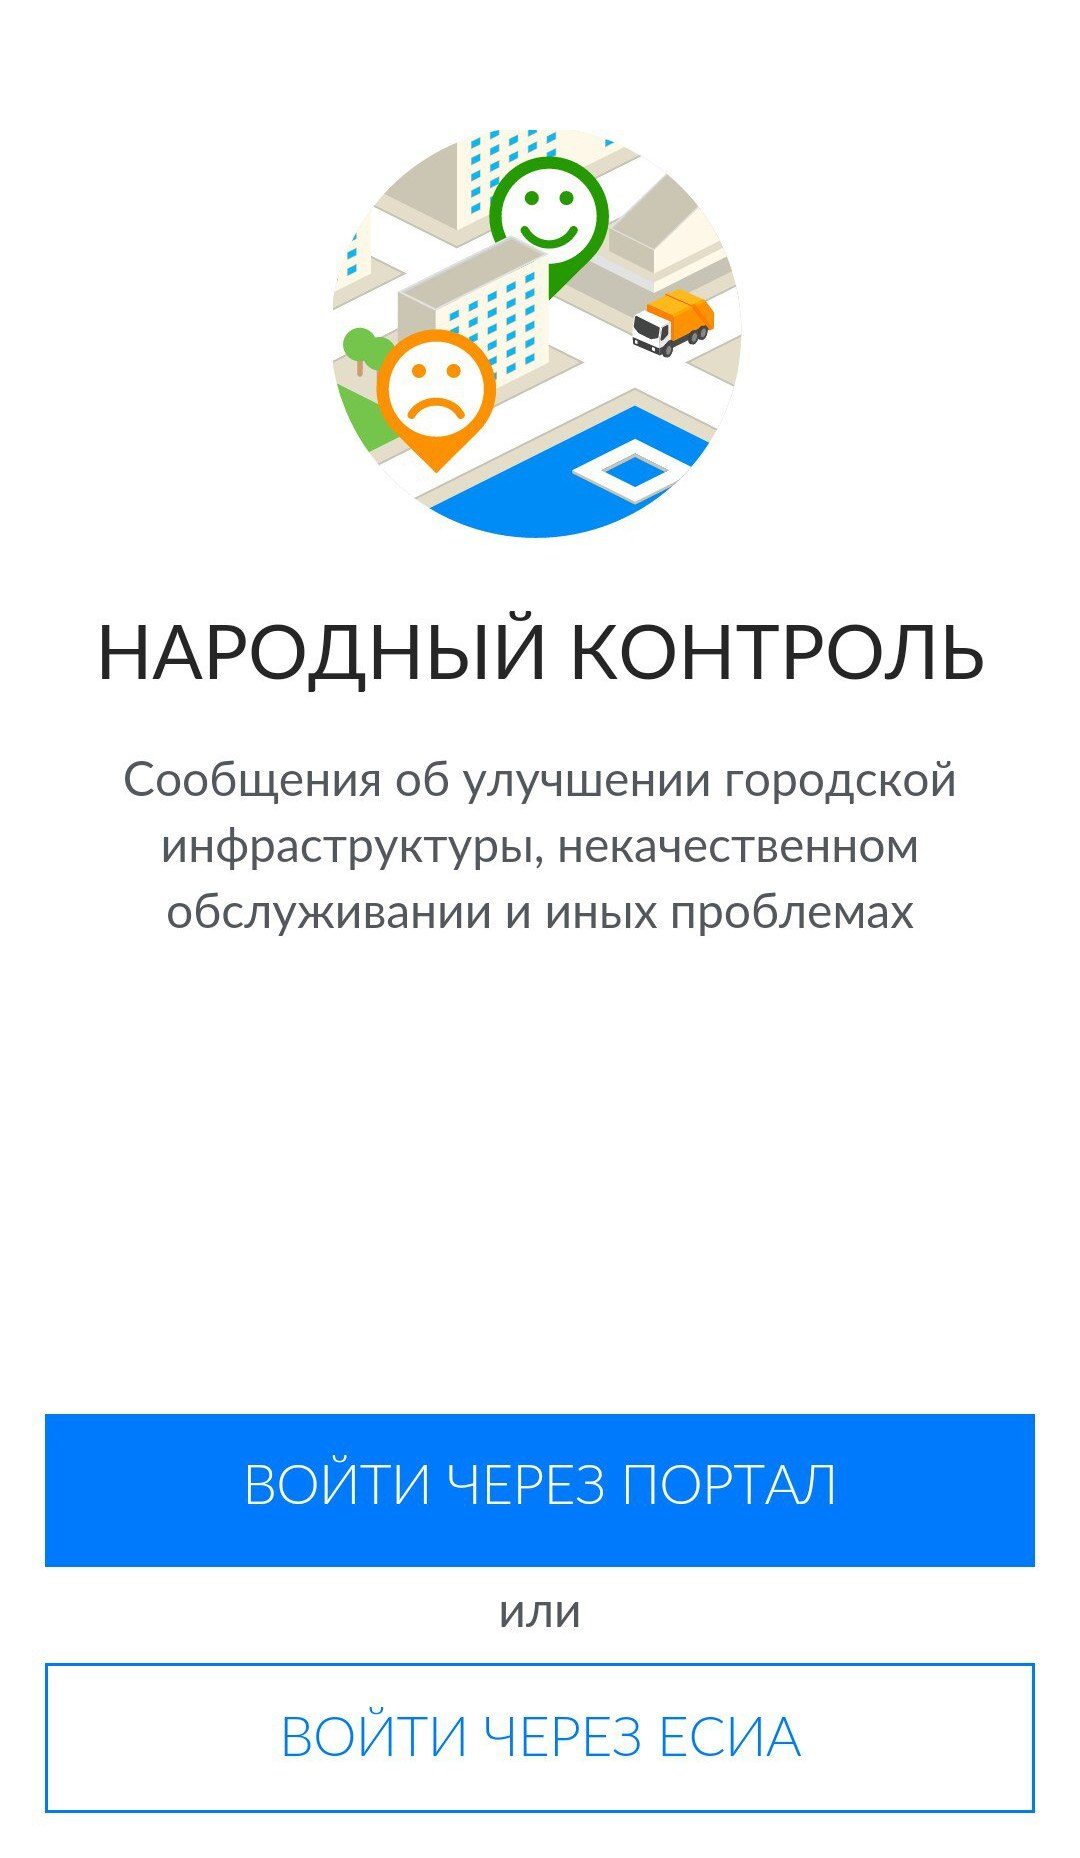 НАРОДНЫЙ КОНТРОЛЬ
Сообщения об улучшении городской
инфраструктуры, некачественном
обслуживании и иных проблемах
ВОЙТИ ЧЕРЕЗ ПОРТАЛ
или
ВОЙТИ ЧЕРЕЗ ЕСИА